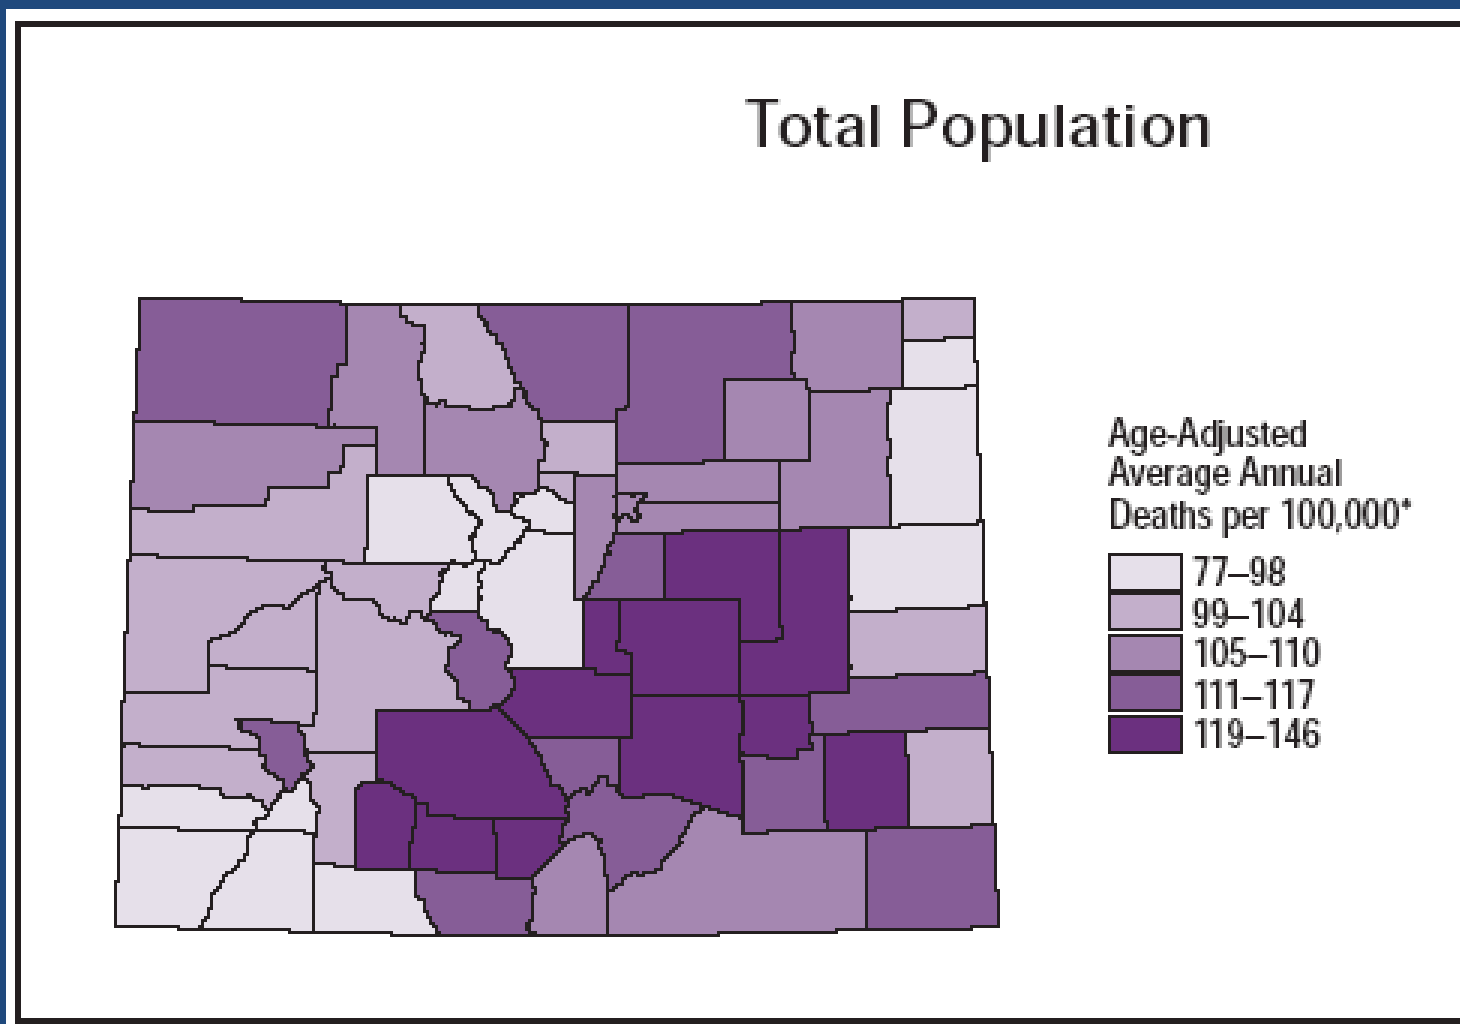 Total Population
Age-Adjusted
Average Annual
Deaths per 100,000*
77–98
99–104
105–110
111–117
119–146